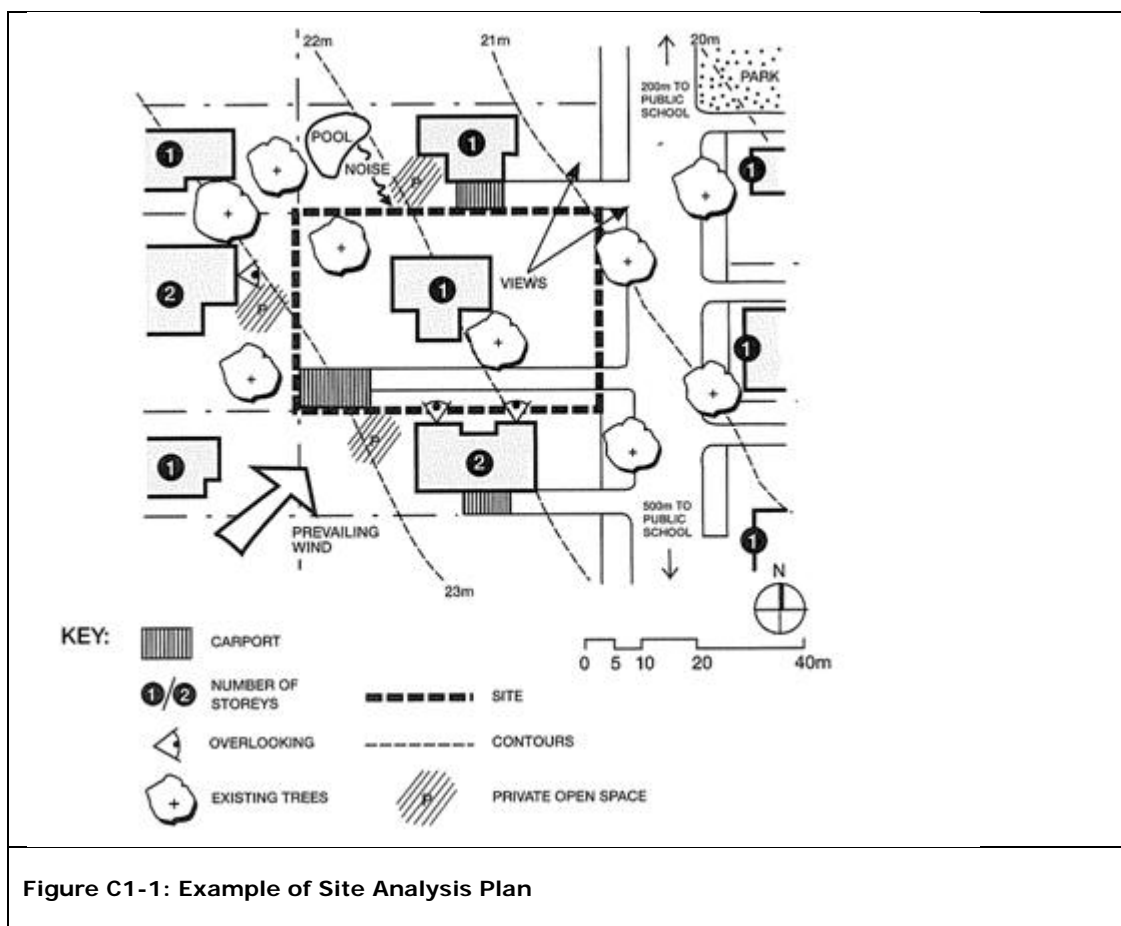 22m
21m
20m
PARK
200m TO
PUBLIC
SCHOOL
1
POOL
1
NOISE
P
1
VIEWS
2
P
1
1
P
2
1
500m TO
PUBLIC
SCHOOL
1
PREVAILING
WIND
23m
N
KEY:
CARPORT
0 5 10 20 40m
1/2 NUMBER OF
STOREYS
SITE
OVERLOOKING
CONTOURS
EXISTING TREES
P PRIVATE OPEN SPACE
Figure C1-1: Example of Site Analysis Plan